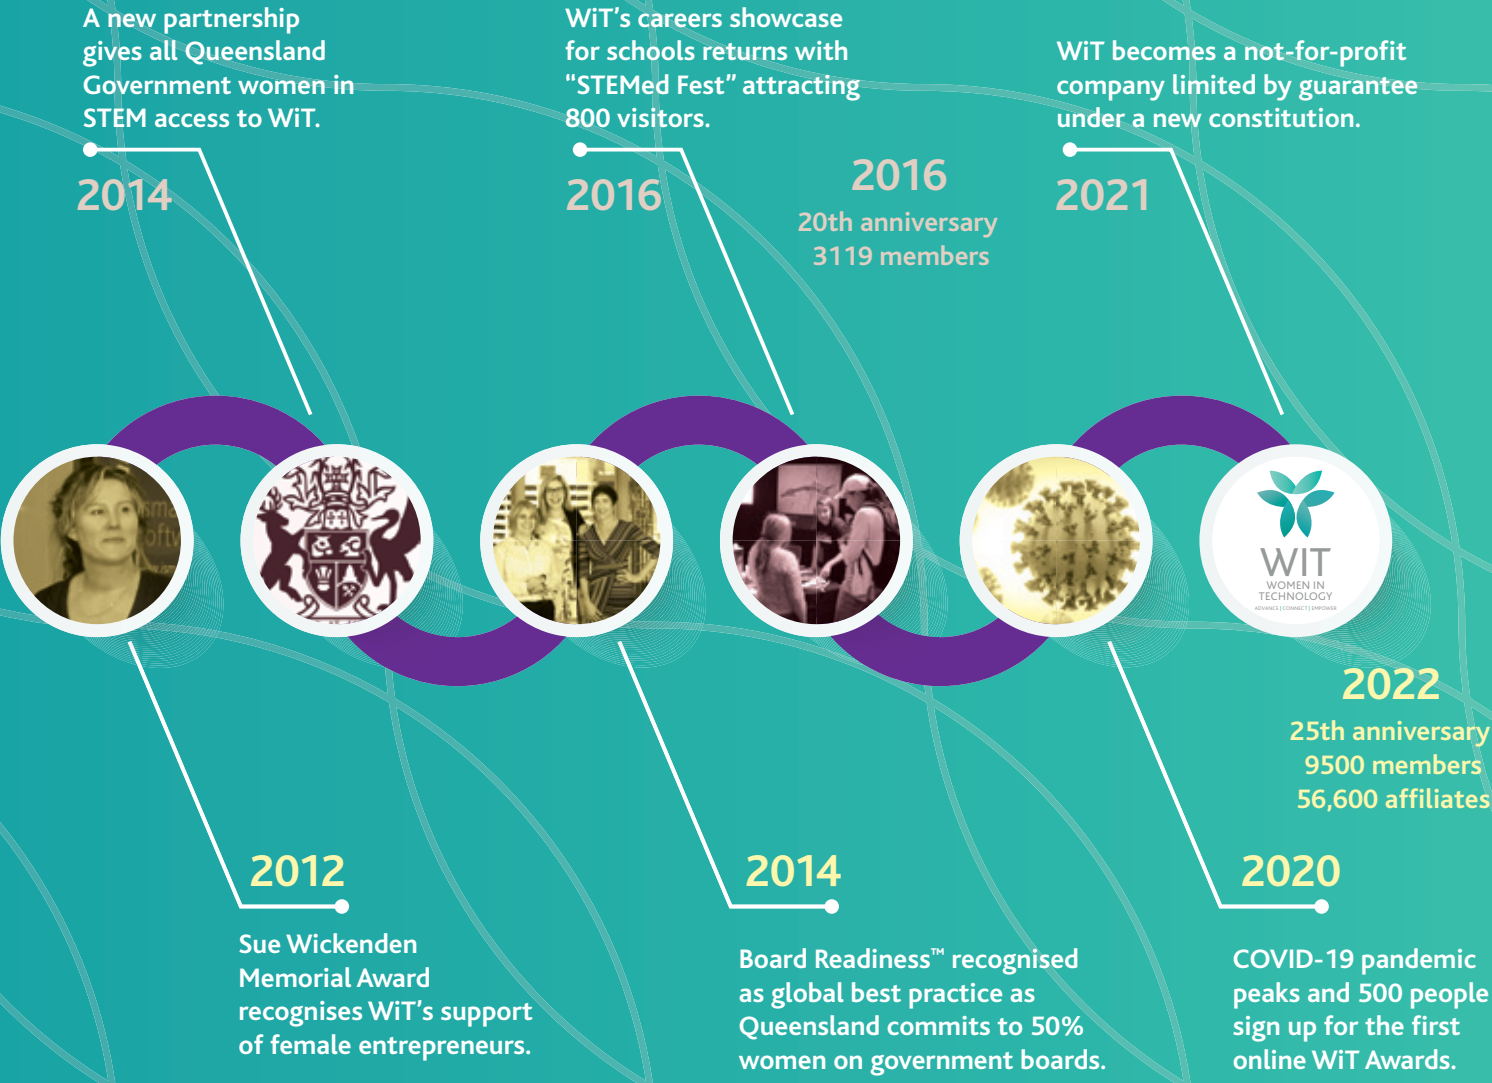 A new partnership
gives all Queensland
Government women in
STEM access to WiT.
2014
WiT’s careers showcase
for schools returns with
“STEMed Fest” attracting
800 visitors.
2016
2016
20th anniversary
3119 members
WiT becomes a not-for-profit
company limited by guarantee
under a new constitution.
2021
WIT
WOMEN IN
TECHNOLOGY
ADVANCE | CONNECT | EMPOWER
2022
25th anniversary
9500 members
56,600 affiliates
2012
Sue Wickenden
Memorial Award
recognises WiT’s support
of female entrepreneurs.
2014
Board Readiness™ recognised
as global best practice as
Queensland commits to 50%
women on government boards.
2020
COVID-19 pandemic
peaks and 500 people
sign up for the first
online WiT Awards.